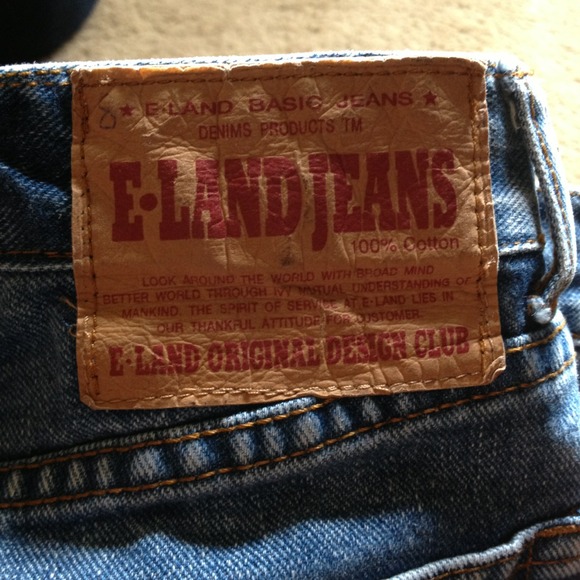 8
★ E•LAND BASIC JEANS ★
DENIMS PRODUCTS TM
E•LAND JEANS
100% Cotton
LOOK AROUND THE WORLD WITH BROAD MIND
BETTER WORLD THROUGH IVY MUTUAL UNDERSTANDING OF
MANKIND. THE SPIRIT OF SERVICE AT E•LAND LIES IN
OUR THANKFUL ATTITUDE FOR CUSTOMER.
E•LAND ORIGINAL DESIGN CLUB